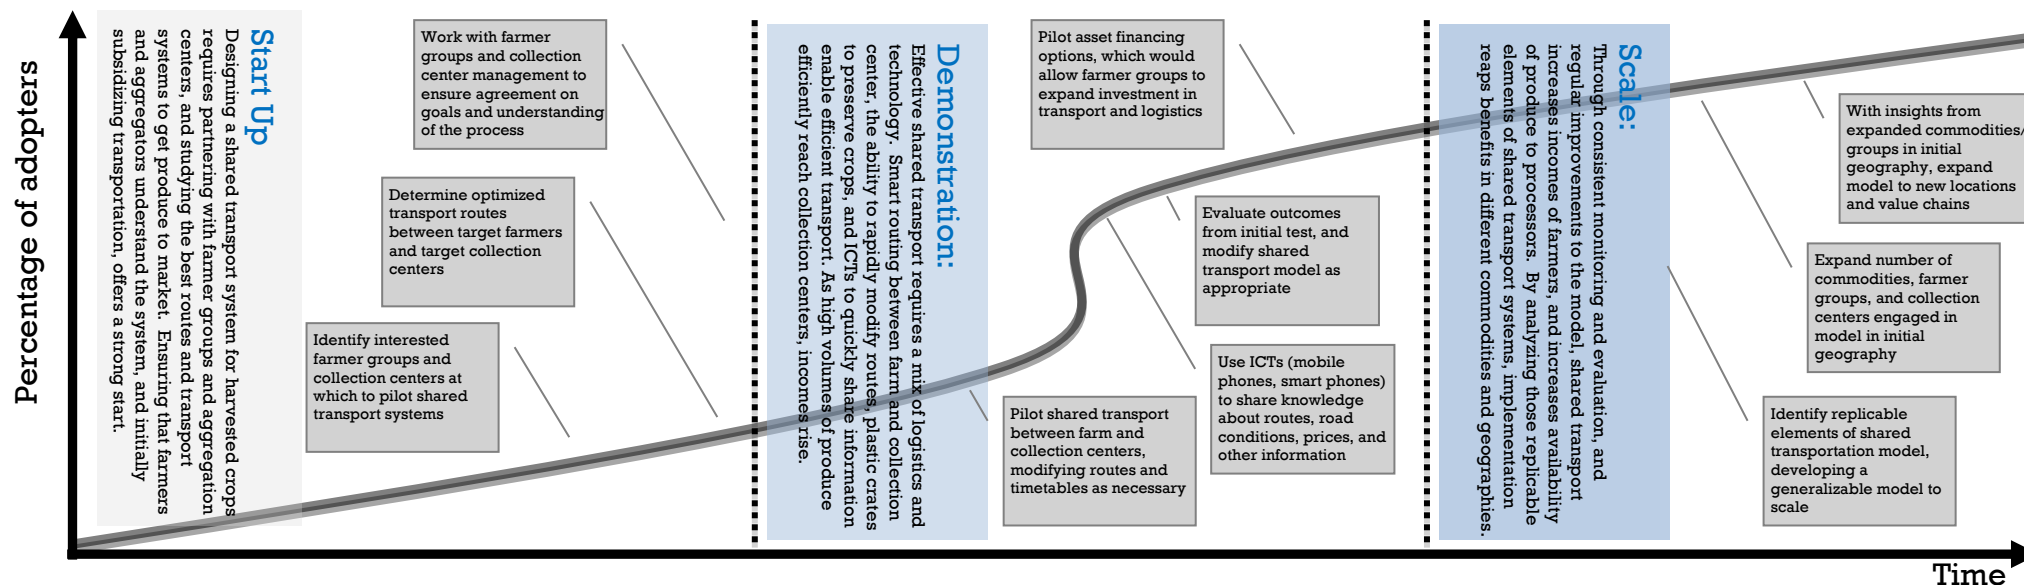 Percentage of adopters
Start Up
Designing a shared transport system for harvested crops
requires partnering with farmer groups and aggregation
centers, and studying the best routes and transport
systems to get produce to market.  Ensuring that farmers
and aggregators understand the system, and initially
subsidizing transportation, offers a strong start.
Work with farmer
groups and collection
center management to
ensure agreement on
goals and understanding
of the process
Determine optimized
transport routes
between target farmers
and target collection
centers
Identify interested
farmer groups and
collection centers at
which to pilot shared
transport systems
Demonstration:
Effective shared transport requires a mix of logistics and
technology.  Smart routing between farm and collection
center, the ability to rapidly modify routes, plastic crates
to preserve crops, and ICTs to quickly share information
enable efficient transport. As high volumes of produce
efficiently reach collection centers, incomes rise.
Pilot asset financing
options, which would
allow farmer groups to
expand investment in
transport and logistics
Evaluate outcomes
from initial test, and
modify shared
transport model as
appropriate
Use ICTs (mobile
phones, smart phones)
to share knowledge
about routes, road
conditions, prices, and
other information
Pilot shared transport
between farm and
collection centers,
modifying routes and
timetables as necessary
Scale:
Through consistent monitoring and evaluation, and
regular improvements to the model, shared transport
increases incomes of farmers, and increases availability
of produce to processors.  By analyzing those replicable
elements of shared transport systems, implementation
reaps benefits in different commodities and geographies.
With insights from
expanded commodities/
groups in initial
geography, expand
model to new locations
and value chains
Expand number of
commodities, farmer
groups, and collection
centers engaged in
model in initial
geography
Identify replicable
elements of shared
transportation model,
developing a
generalizable model to
scale
Time